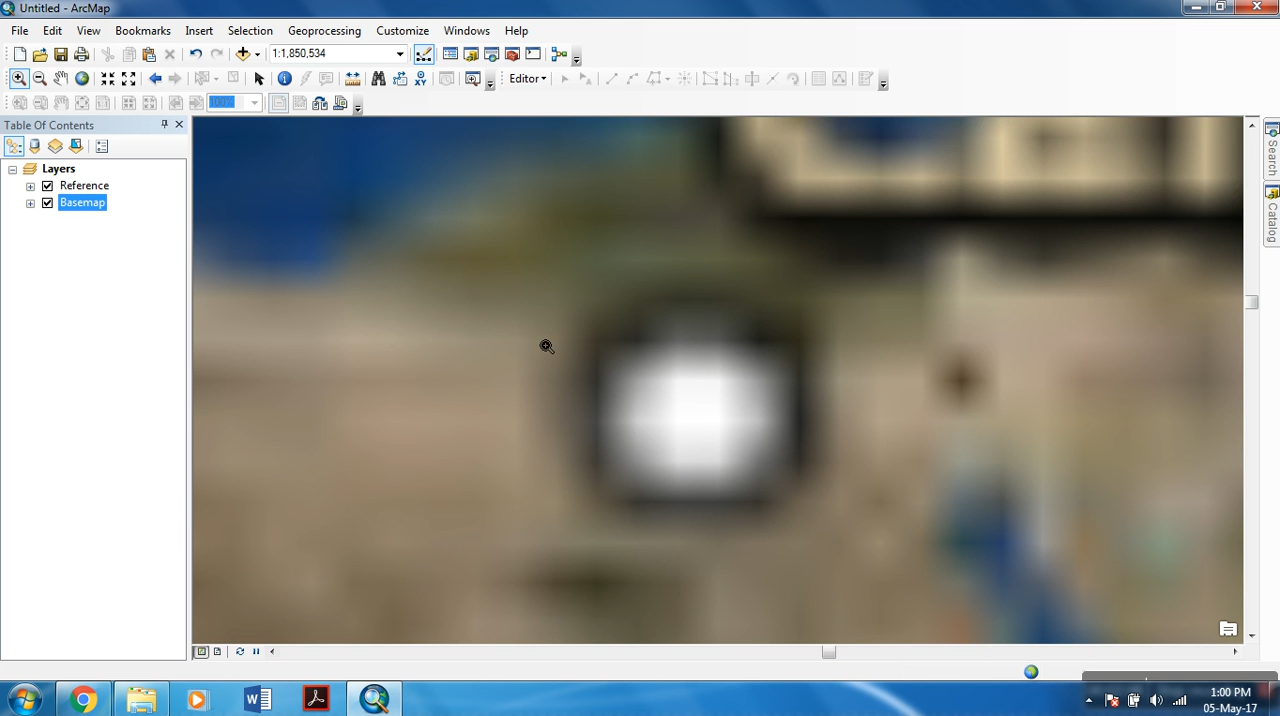 Untitled - ArcMap
File Edit View Bookmarks Insert Selection Geoprocessing Customize Windows Help
1:1,850,534
Editor
100%
Table Of Contents
Layers
Reference
Basemap
Search
Catalog
1:00 PM
05-May-17